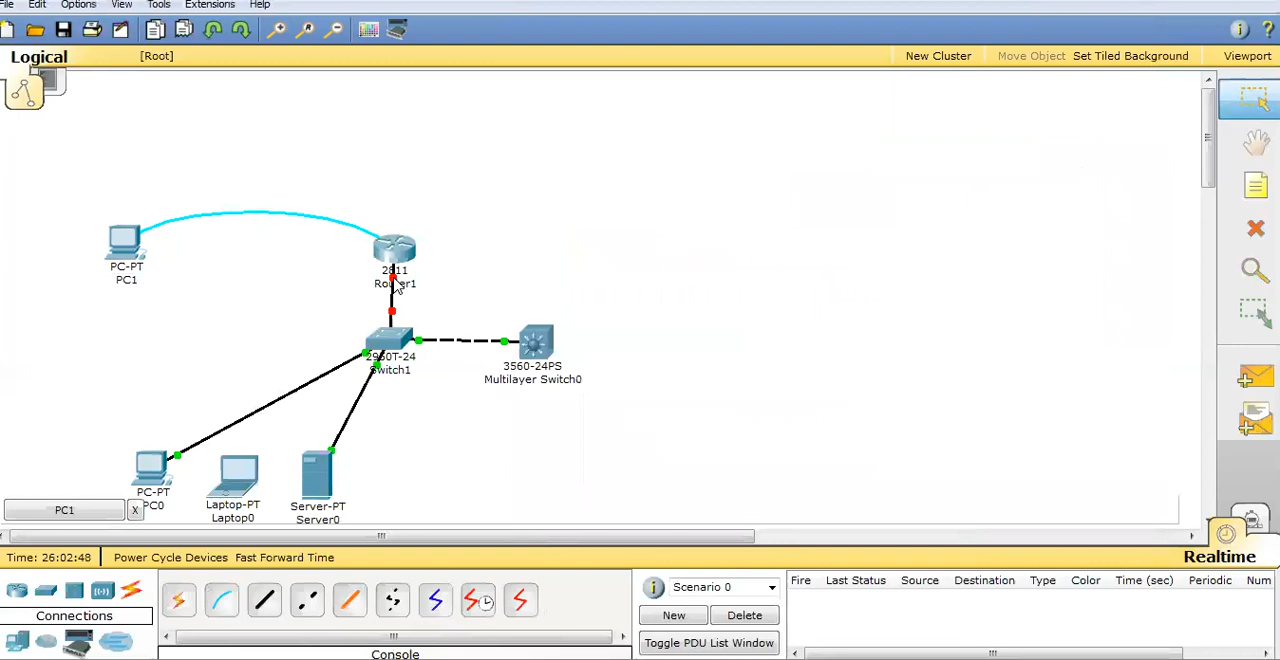 File Edit Options View Tools Extensions Help
Logical [Root] New Cluster Move Object Set Tiled Background Viewport
2811
Router1
PC-PT
PC1
2950T-24
Switch1
3560-24PS
Multilayer Switch0
PC-PT
PC0
Laptop-PT
Laptop0
Server-PT
Server0
PC1 X
Time: 26:02:48 Power Cycle Devices Fast Forward Time Realtime
Connections
Console
Scenario 0
New Delete
Toggle PDU List Window
Fire Last Status Source Destination Type Color Time (sec) Periodic Num